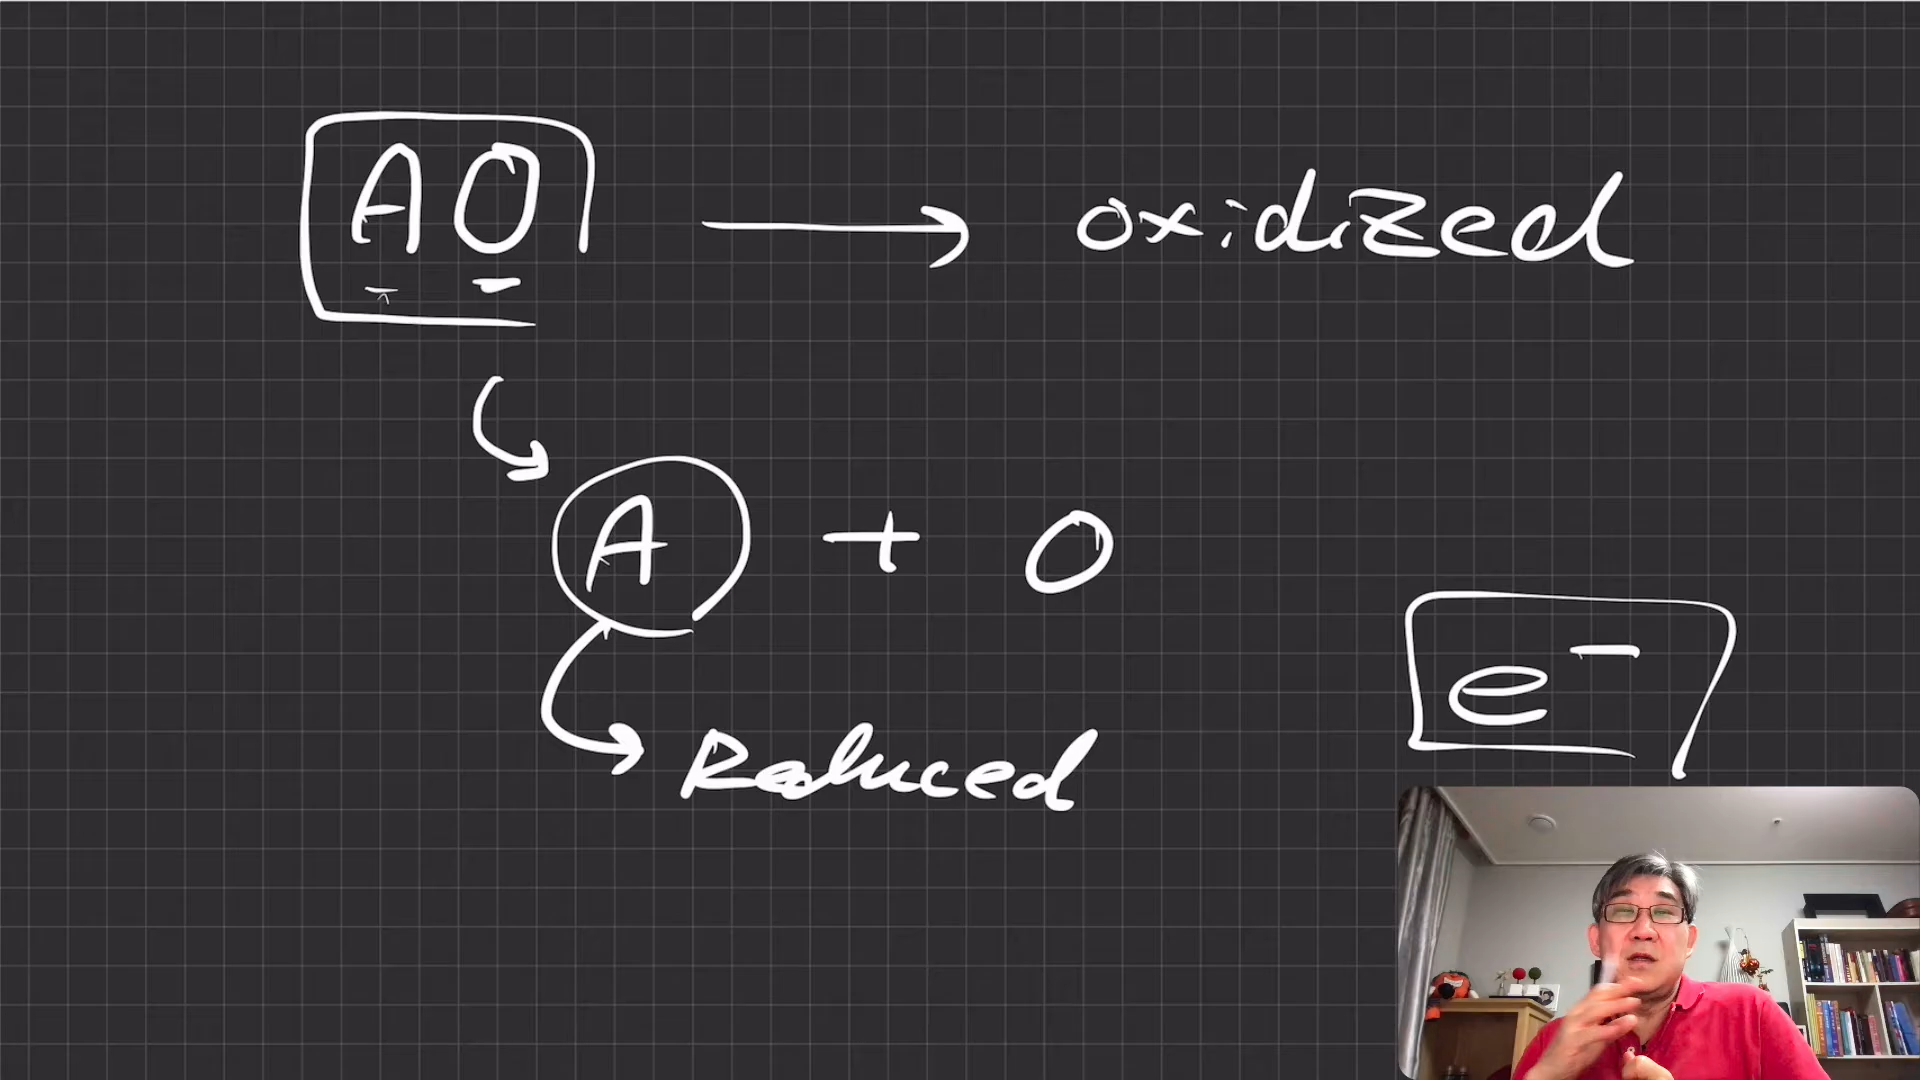 AO → oxidized
A + O
e⁻
Reduced